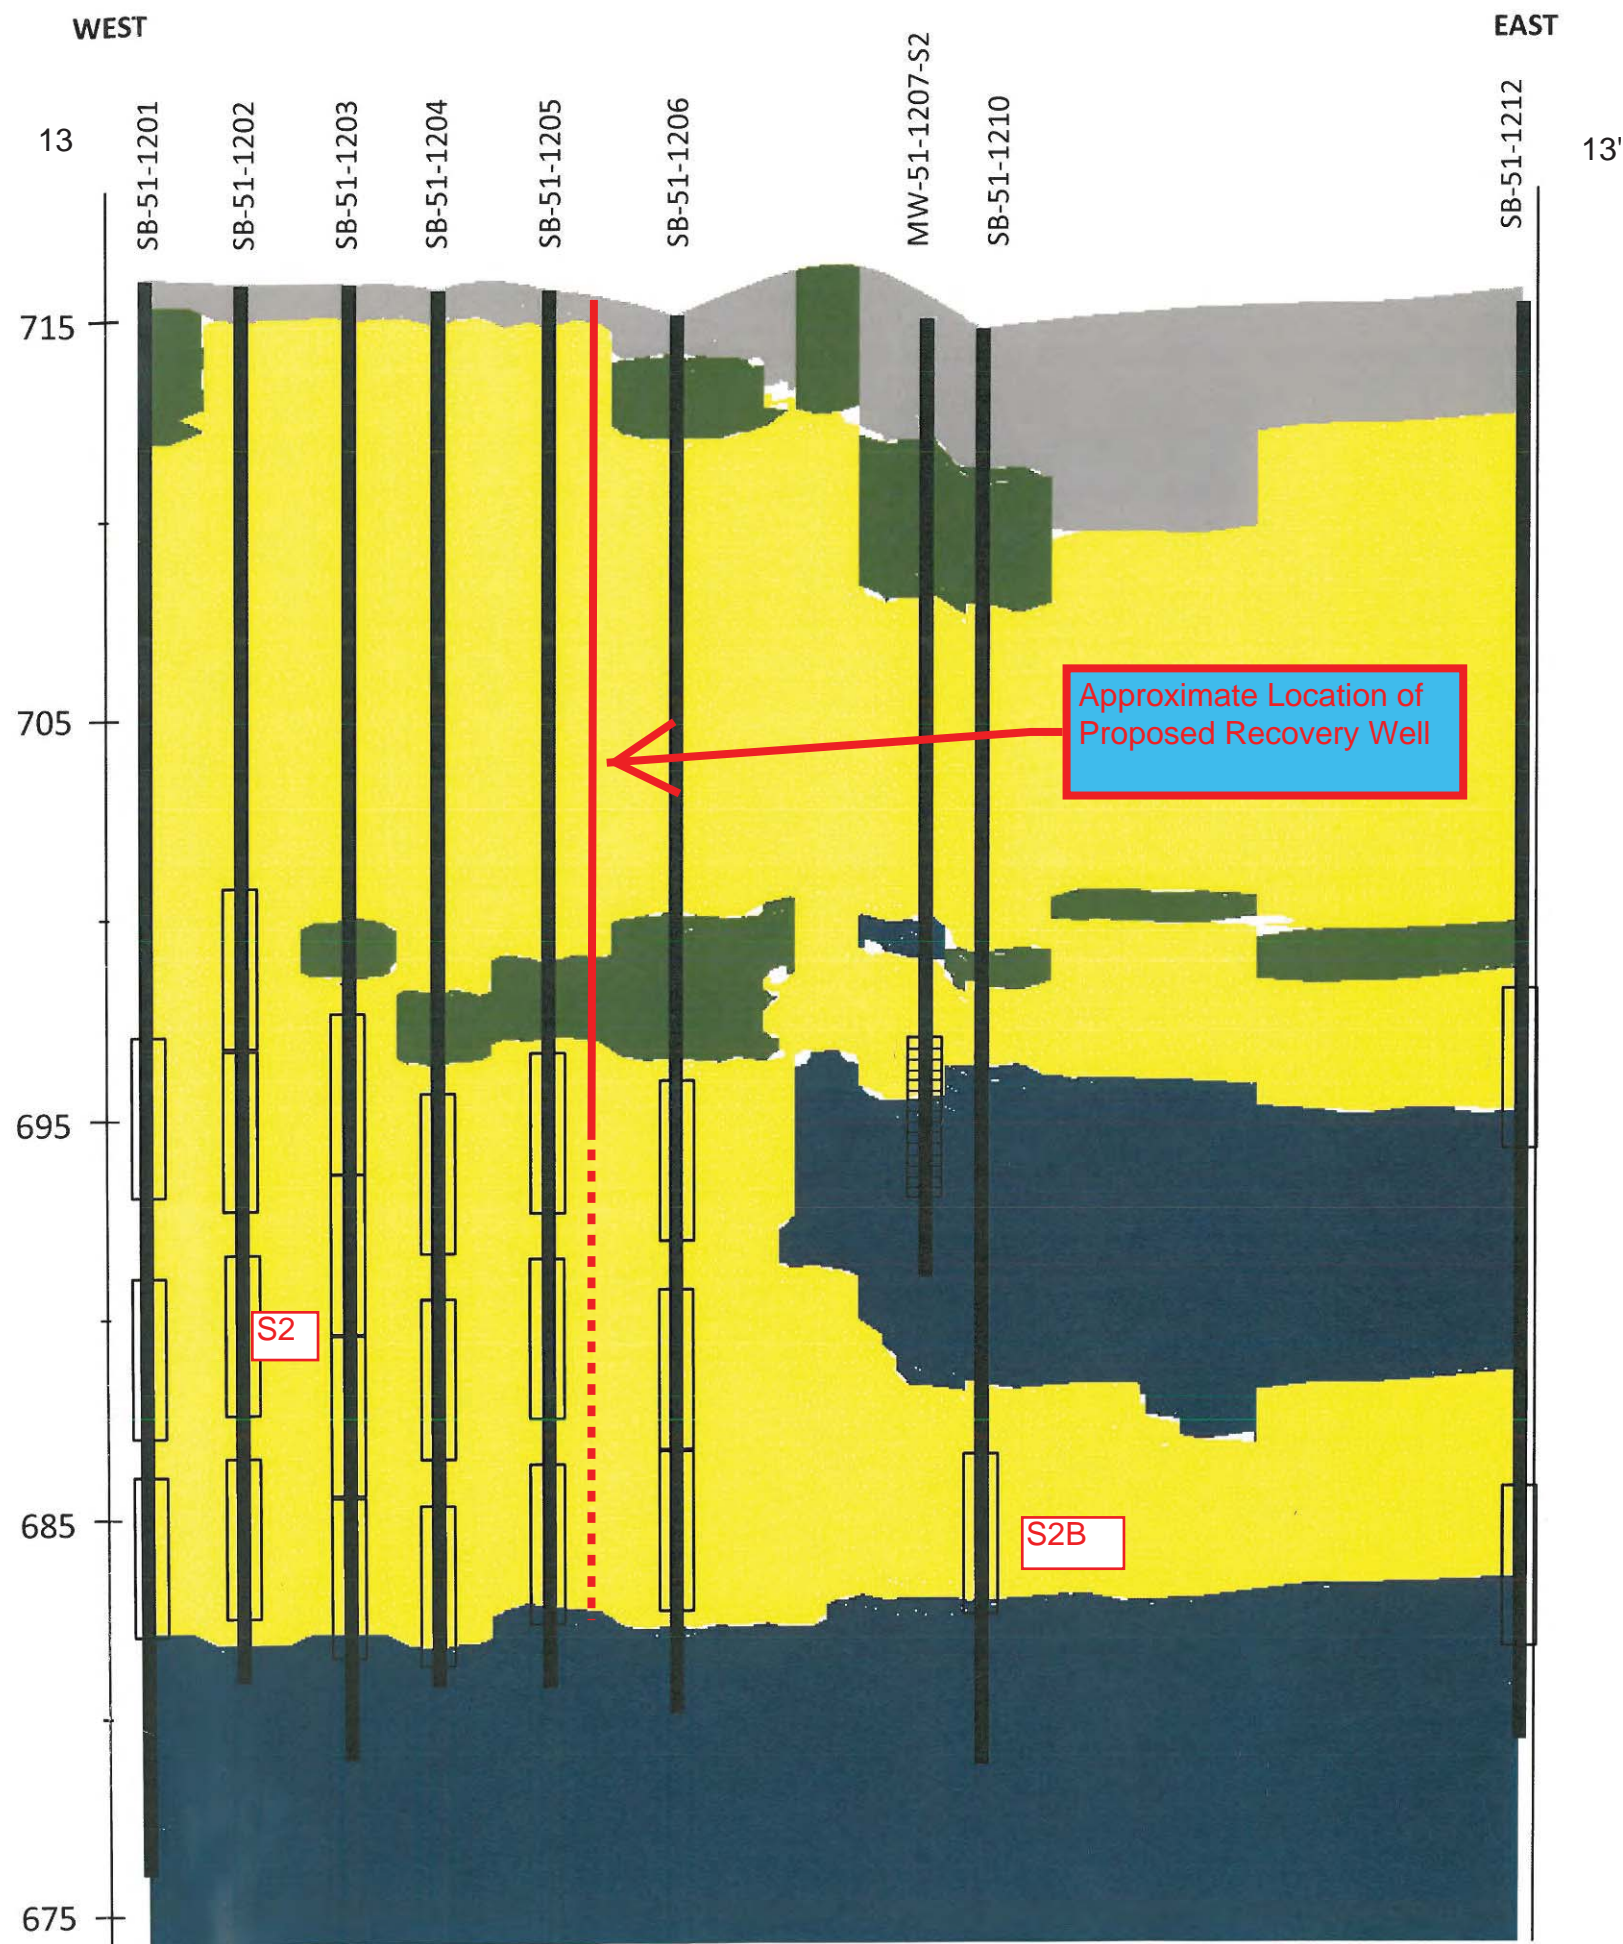 WEST
EAST
13
13'
SB-51-1201
SB-51-1202
SB-51-1203
SB-51-1204
SB-51-1205
SB-51-1206
MW-51-1207-S2
SB-51-1210
SB-51-1212
715
705
Approximate Location of
Proposed Recovery Well
695
S2
685
S2B
675